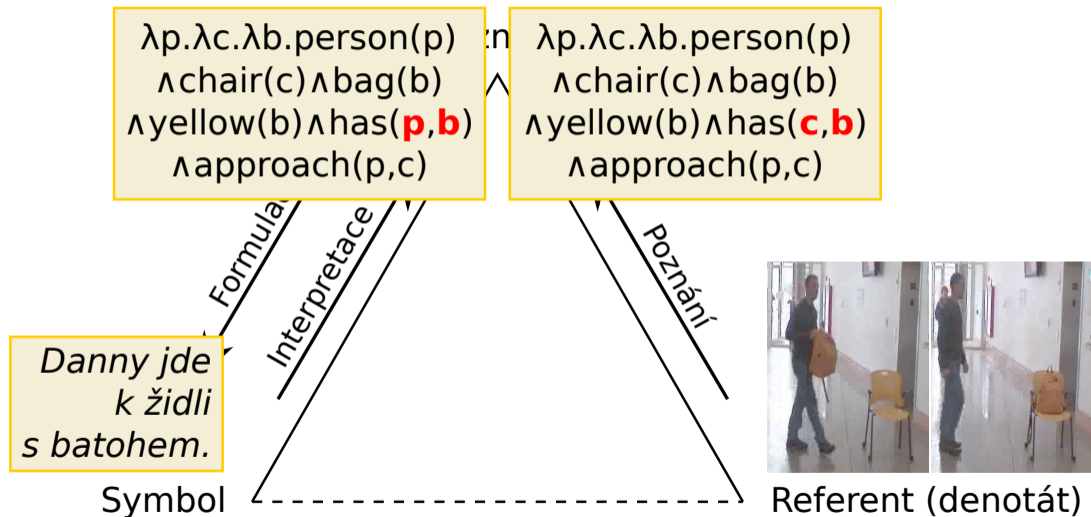 λp.λc.λb.person(p)
∧chair(c)∧bag(b)
∧yellow(b)∧has(p,b)
∧approach(p,c)
λp.λc.λb.person(p)
∧chair(c)∧bag(b)
∧yellow(b)∧has(c,b)
∧approach(p,c)
Interpretace
Poznání
Danny jde
k židli
s batohem.
Symbol
Referent (denotát)